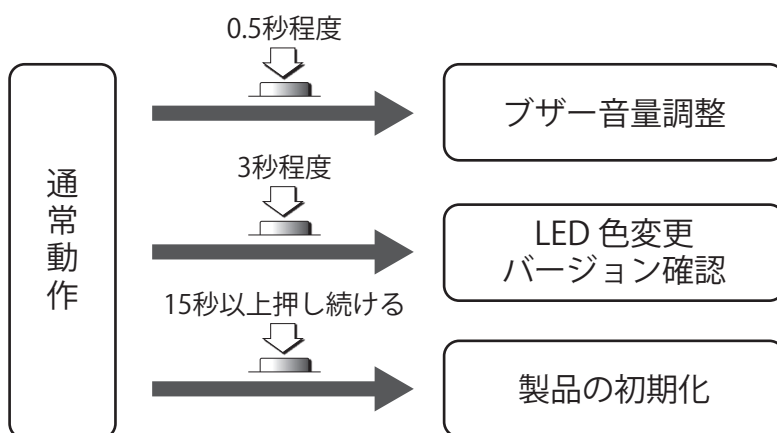 通常動作
0.5秒程度
ブザー音量調整
3秒程度
LED 色変更
バージョン確認
15秒以上押し続ける
製品の初期化